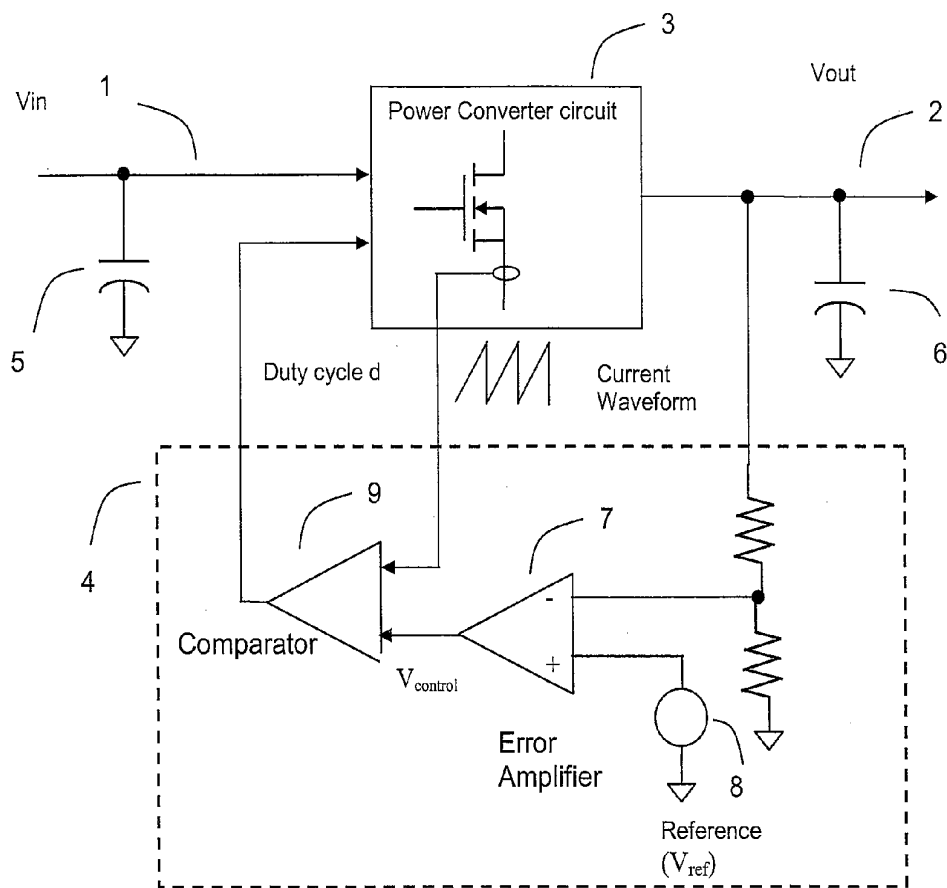 3
Vout
Vin
1
Power Converter circuit
2
5
6
Duty cycle d
Current
Waveform
4
9
7
-
Comparator
+
Vcontrol
Error
Amplifier
8
Reference
(Vref)